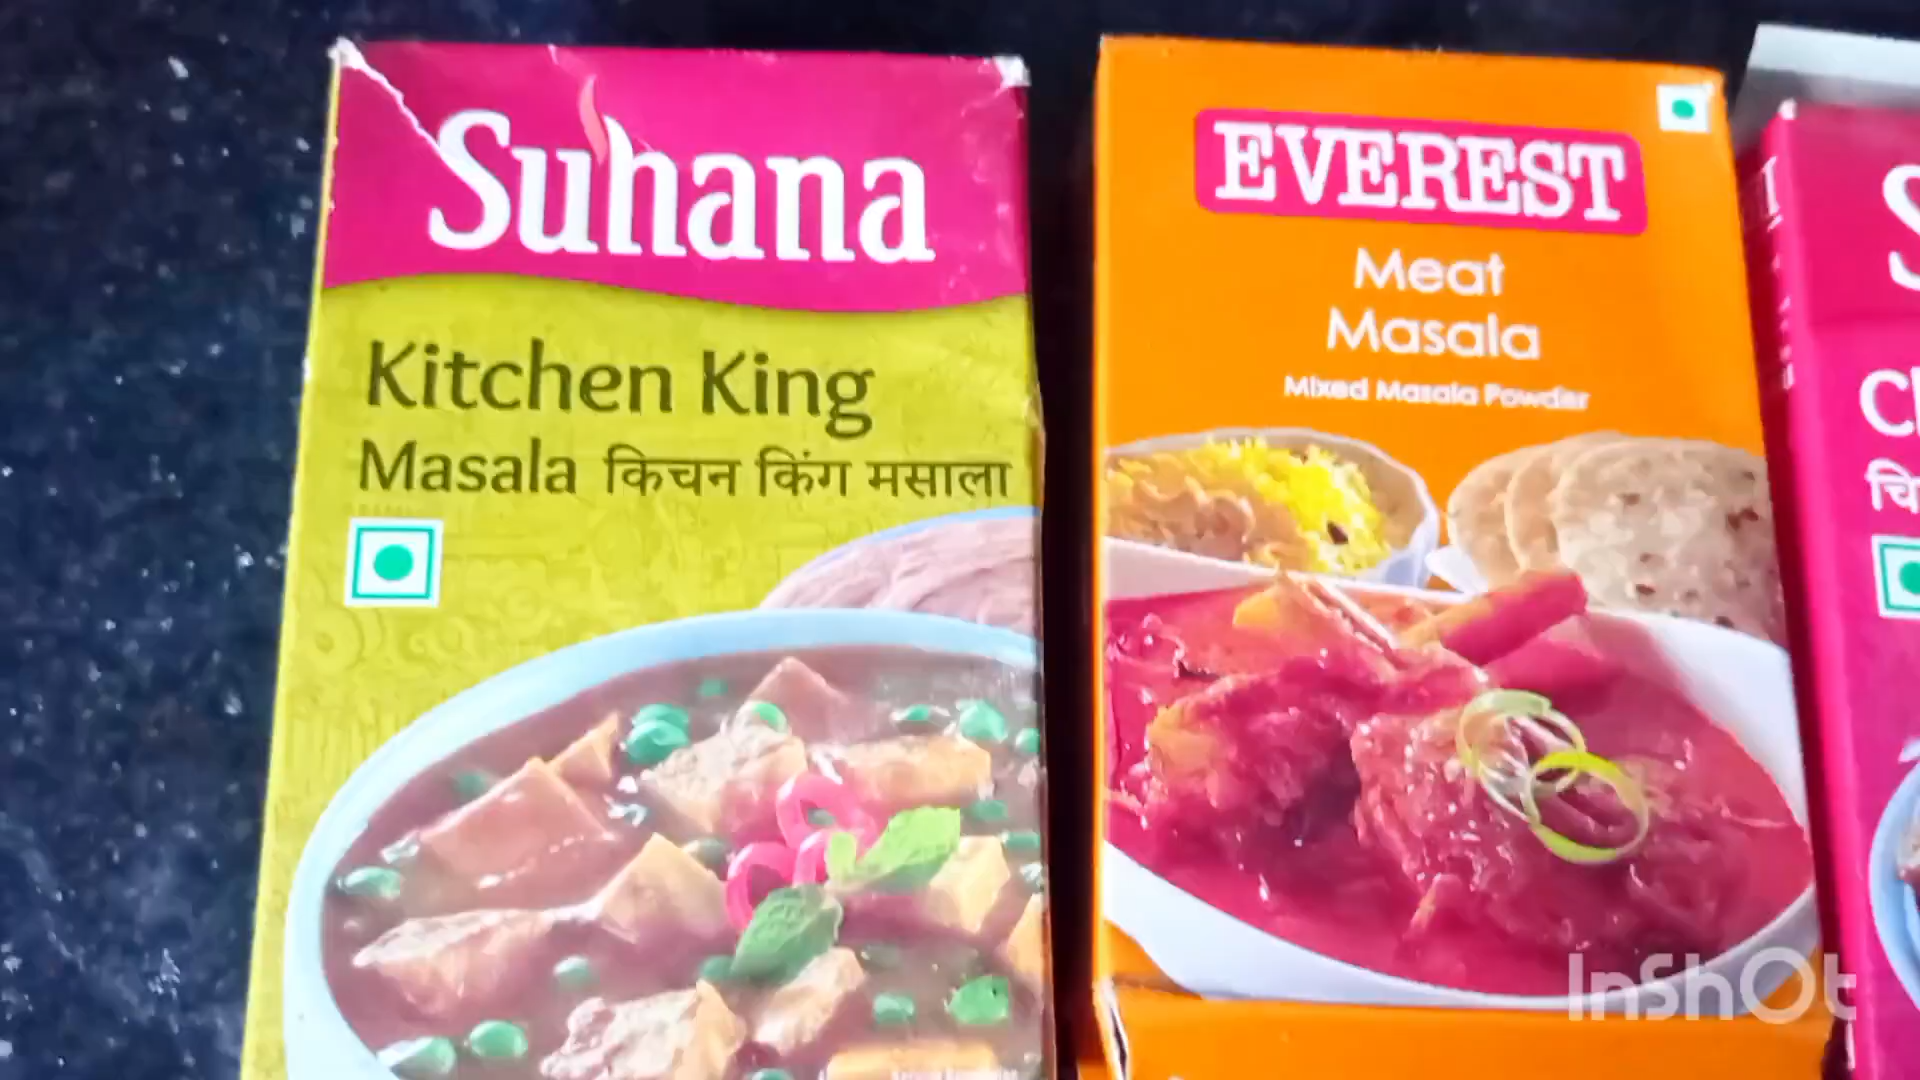 Suhana
Kitchen King
Masala किचन किंग मसाला
EVEREST
Meat
Masala
Mixed Masala Powder
InShOt